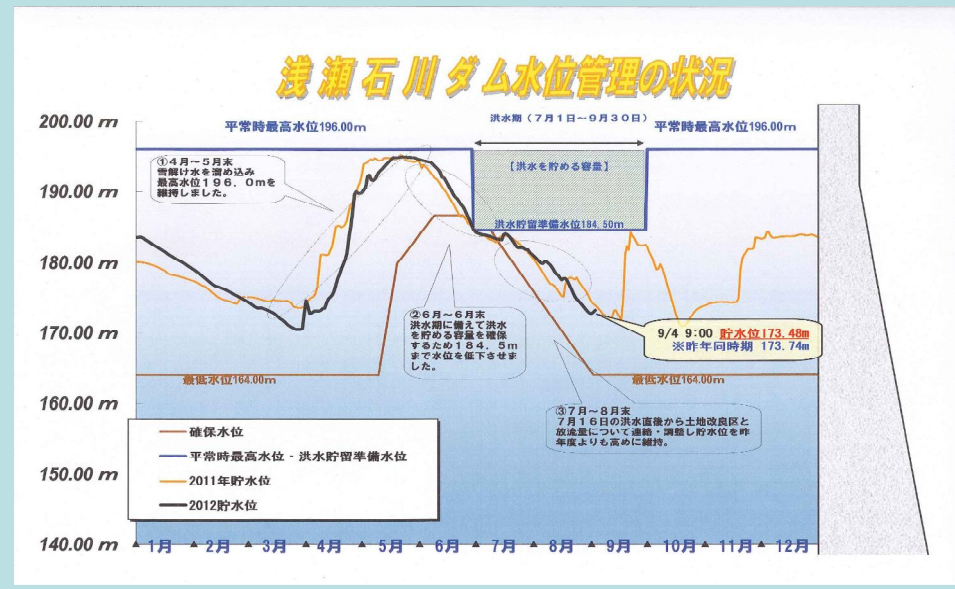 浅瀬石川ダム水位管理の状況
洪水期（7月1日～9月30日）
平常時最高水位196.00m
平常時最高水位196.00m
【洪水を貯める容量】
洪水貯留準備水位184.50m
①4月～5月末
雪解け水を溜め込み
最高水位196．0mを
維持しました。
②6月～6月末
洪水期に備えて洪水
を貯める容量を確保
するため184．5m
まで水位を低下させま
した。
9/4 9:00 貯水位173.48m
※昨年同時期 173.74m
最低水位164.00m
最低水位164.00m
③7月～8月末
7月16日の洪水直後から土地改良区と
放流量について連絡・調整し貯水位を昨
年度よりも高めに維持。
確保水位
平常時最高水位 - 洪水貯留準備水位
2011年貯水位
2012貯水位
200.00 m
190.00 m
180.00 m
170.00 m
160.00 m
150.00 m
140.00 m
1月 2月 3月 4月 5月 6月 7月 8月 9月 10月 11月 12月